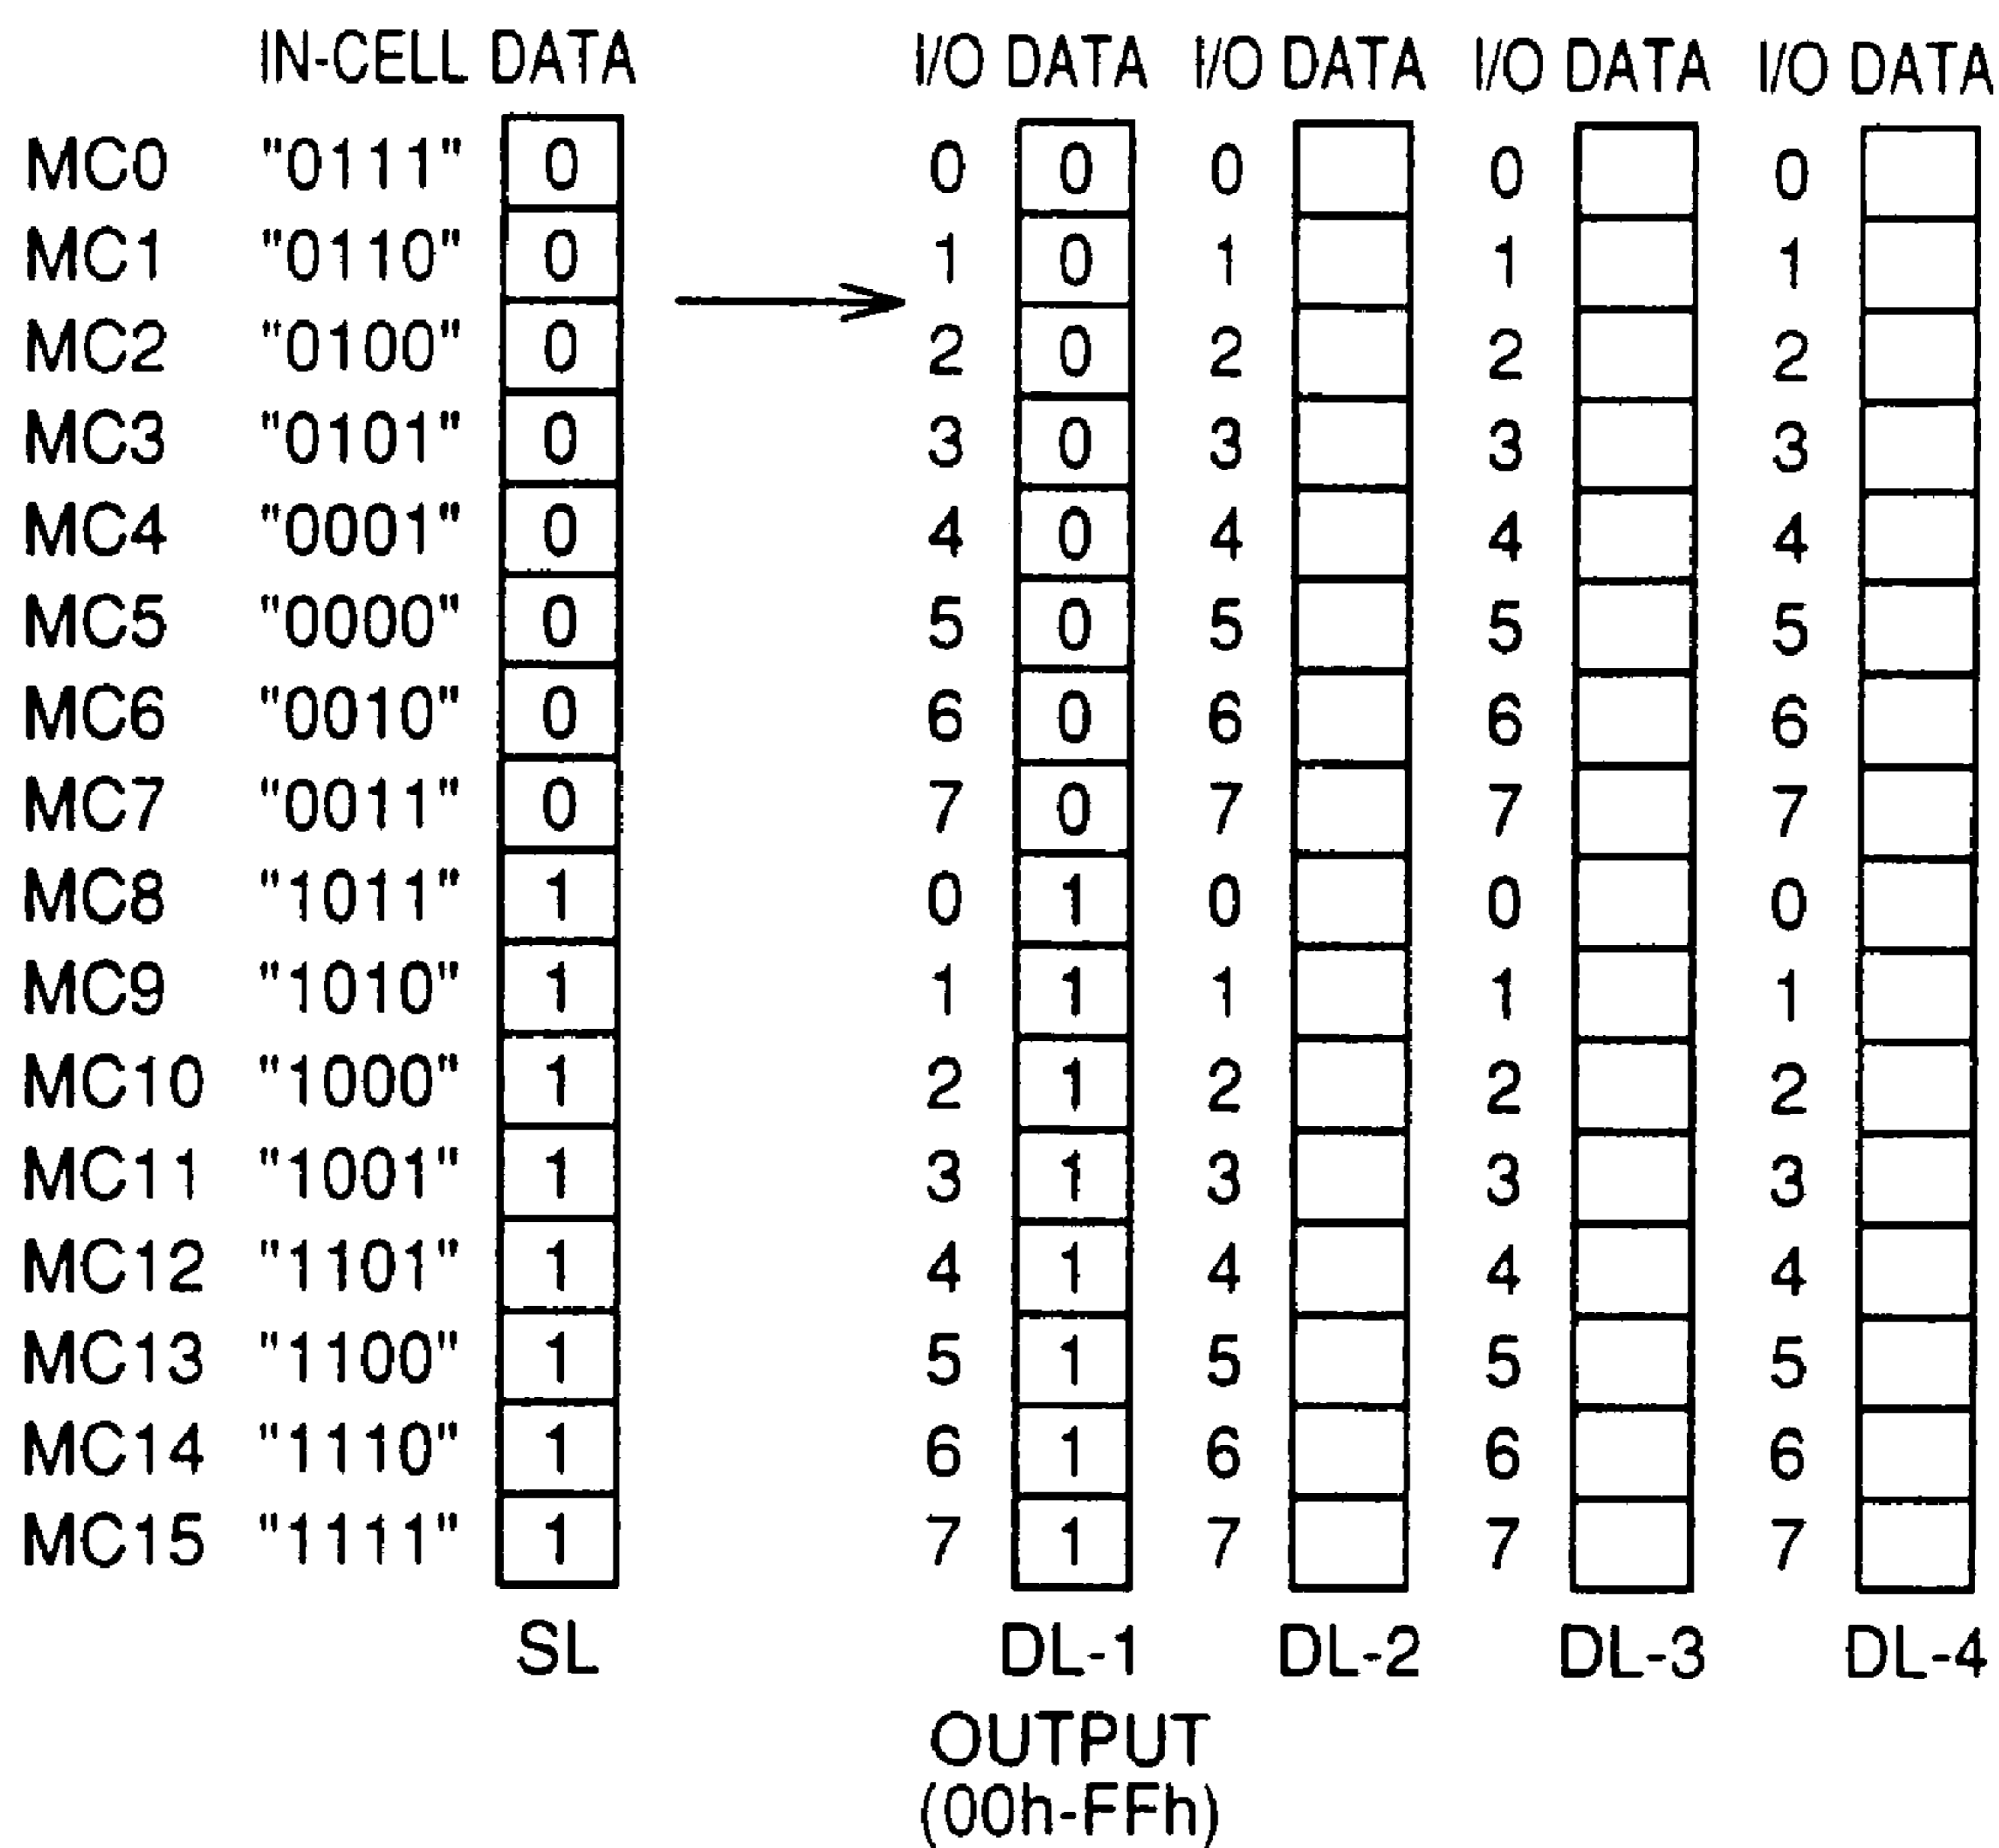 IN-CELL DATA I/O DATA I/O DATA I/O DATA I/O DATA
MC0 "0111" 0 0 0 0 0 0
MC1 "0110" 0 1 0 1 1 1
MC2 "0100" 0 2 0 2 2 2
MC3 "0101" 0 3 0 3 3 3
MC4 "0001" 0 4 0 4 4 4
MC5 "0000" 0 5 0 5 5 5
MC6 "0010" 0 6 0 6 6 6
MC7 "0011" 0 7 0 7 7 7
MC8 "1011" 1 0 1 0 0 0
MC9 "1010" 1 1 1 1 1 1
MC10 "1000" 1 2 1 2 2 2
MC11 "1001" 1 3 1 3 3 3
MC12 "1101" 1 4 1 4 4 4
MC13 "1100" 1 5 1 5 5 5
MC14 "1110" 1 6 1 6 6 6
MC15 "1111" 1 7 1 7 7 7
SL DL-1 DL-2 DL-3 DL-4
OUTPUT
(00h-FFh)